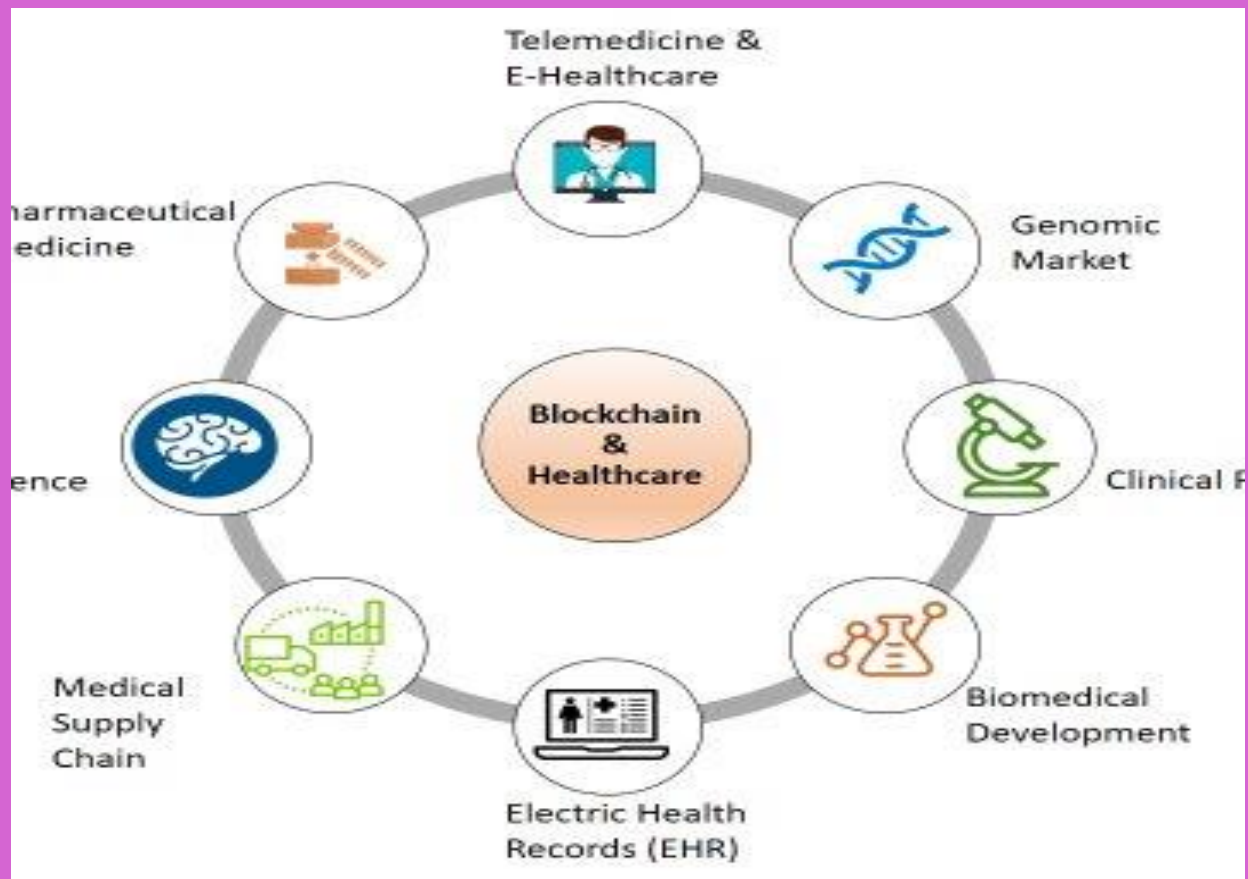 Telemedicine &
E-Healthcare
harmaceutical
edicine
Genomic
Market
Blockchain
&
Healthcare
ence
Clinical
Medical
Supply
Chain
Biomedical
Development
Electric Health
Records (EHR)